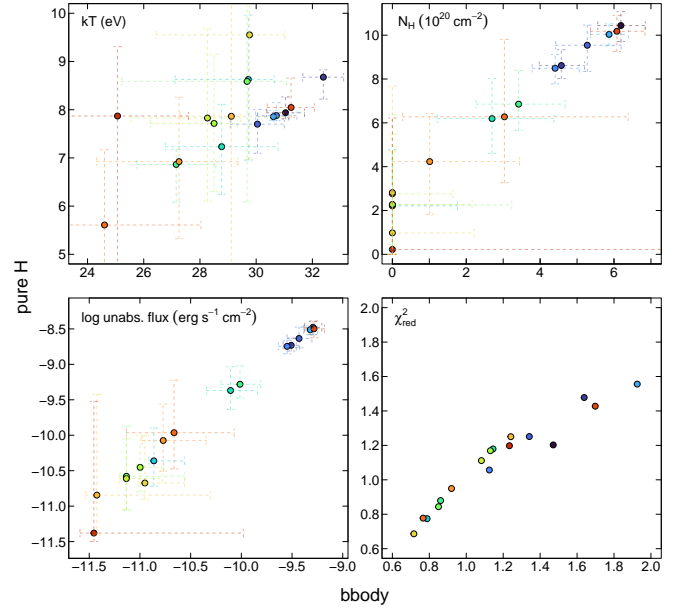 kT (eV)
9
8
7
6
5
24 26 28 30 32
N_H (10^20 cm^−2)
10
8
6
4
2
0
0 2 4 6
pure H
log unabs. flux (erg s^−1 cm^−2)
−8.5
−9.0
−9.5
−10.0
−10.5
−11.0
−11.5
−11.5 −11.0 −10.5 −10.0 −9.5 −9.0
χ²_red
2.0
1.8
1.6
1.4
1.2
1.0
0.8
0.6
0.6 0.8 1.0 1.2 1.4 1.6 1.8 2.0
bbody